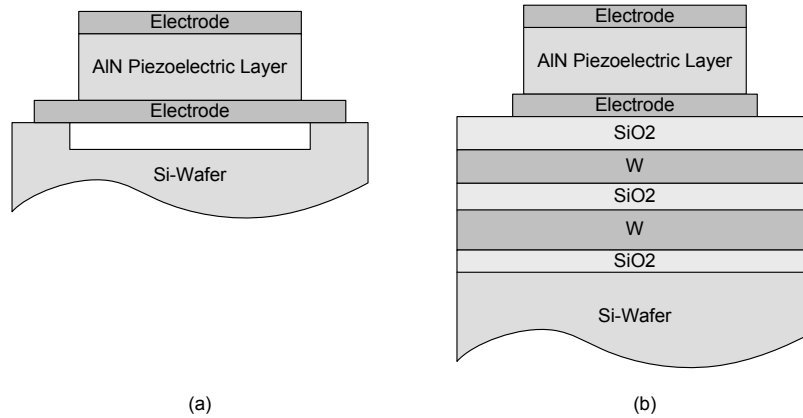 Electrode
AlN Piezoelectric Layer
Electrode
Si-Wafer
(a)
Electrode
AlN Piezoelectric Layer
Electrode
SiO2
W
SiO2
W
SiO2
Si-Wafer
(b)